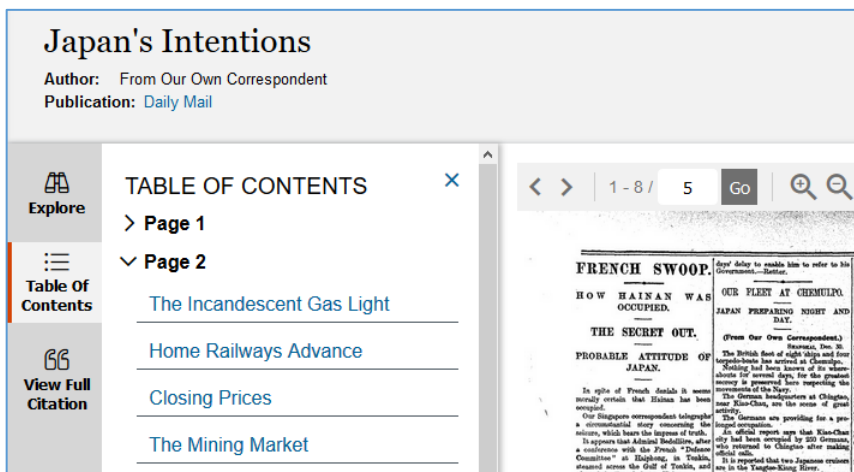 Japan's Intentions
Author: From Our Own Correspondent
Publication: Daily Mail
Explore
Table Of
Contents
View Full
Citation
TABLE OF CONTENTS
Page 1
Page 2
The Incandescent Gas Light
Home Railways Advance
Closing Prices
The Mining Market
1 - 8 / 5 Go
FRENCH SWOOP.
HOW HAINAN WAS
OCCUPIED.
THE SECRET OUT.
PROBABLE ATTITUDE OF
JAPAN.
In spite of French denials it seems
morally certain that Hainan has been
occupied.
Our Singapore correspondent telegraphs
a circumstantial story concerning the
seizure, which bears the impress of truth.
It appears that Admiral Bedollière, after
a conference with the French "Defence
Committee" at Haiphong, in Tonkin,
steamed across the Gulf of Tonkin, and
days' delay to enable him to refer to his
Government.—Reuter.
OUR FLEET AT CHEMULPO.
JAPAN PREPARING NIGHT AND
DAY.
(From Our Own Correspondent.)
Shanghai, Dec. 30.
The British fleet of eight ships and four
torpedo-boats has arrived at Chemulpo.
Nothing had been known of its where-
abouts for several days, for the greatest
secrecy is preserved here respecting the
movements of the Navy.
The German headquarters at Chingtao,
near Kiao-Chau, are the scene of great
activity.
The Germans are providing for a pro-
longed occupation.
An official report says that Kiao-Chau
city had been occupied by 250 Germans,
who returned to Chingtao after making
official calls.
It is reported that two Japanese cruisers
are in the Yangtse-Kiang River.